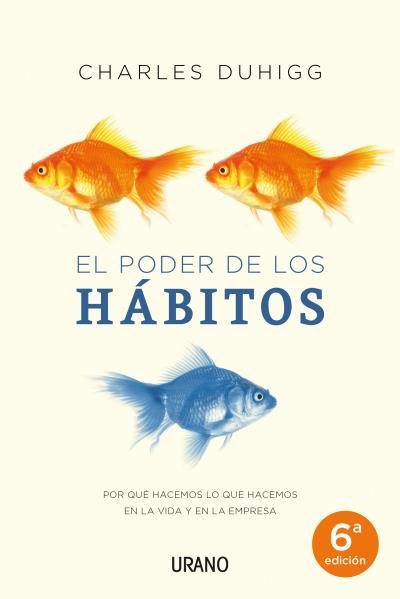 CHARLES DUHIGG
EL PODER DE LOS
HÁBITOS
POR QUÉ HACEMOS LO QUE HACEMOS
EN LA VIDA Y EN LA EMPRESA
6ª
edición
URANO